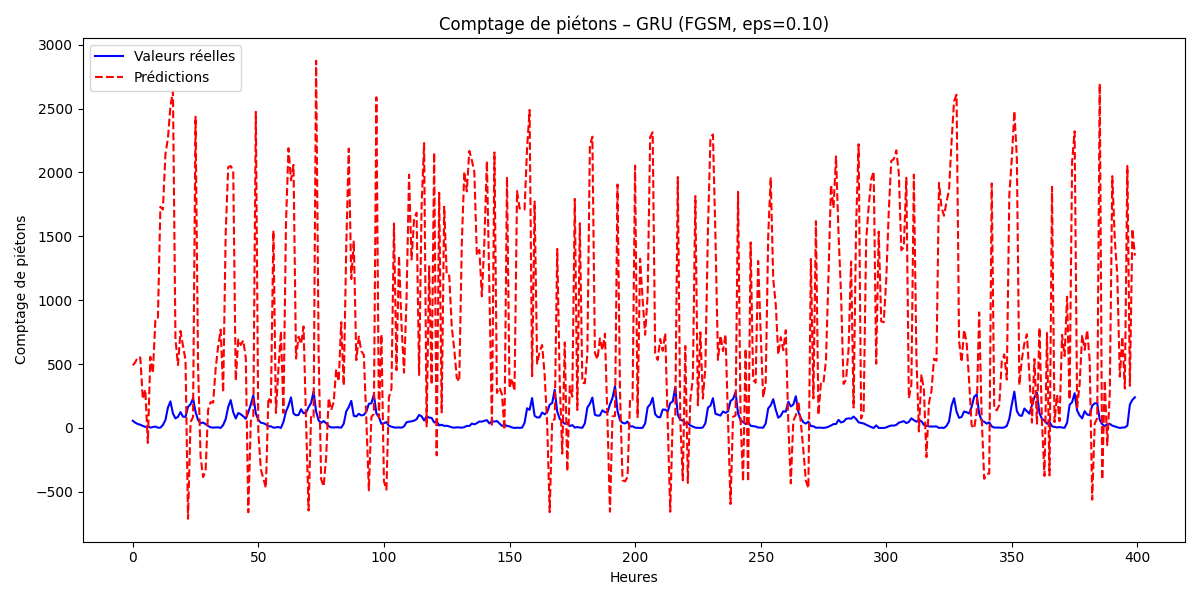 Comptage de piétons – GRU (FGSM, eps=0.10)
Valeurs réelles
Prédictions
Comptage de piétons
3000
2500
2000
1500
1000
500
0
−500
0 50 100 150 200 250 300 350 400
Heures